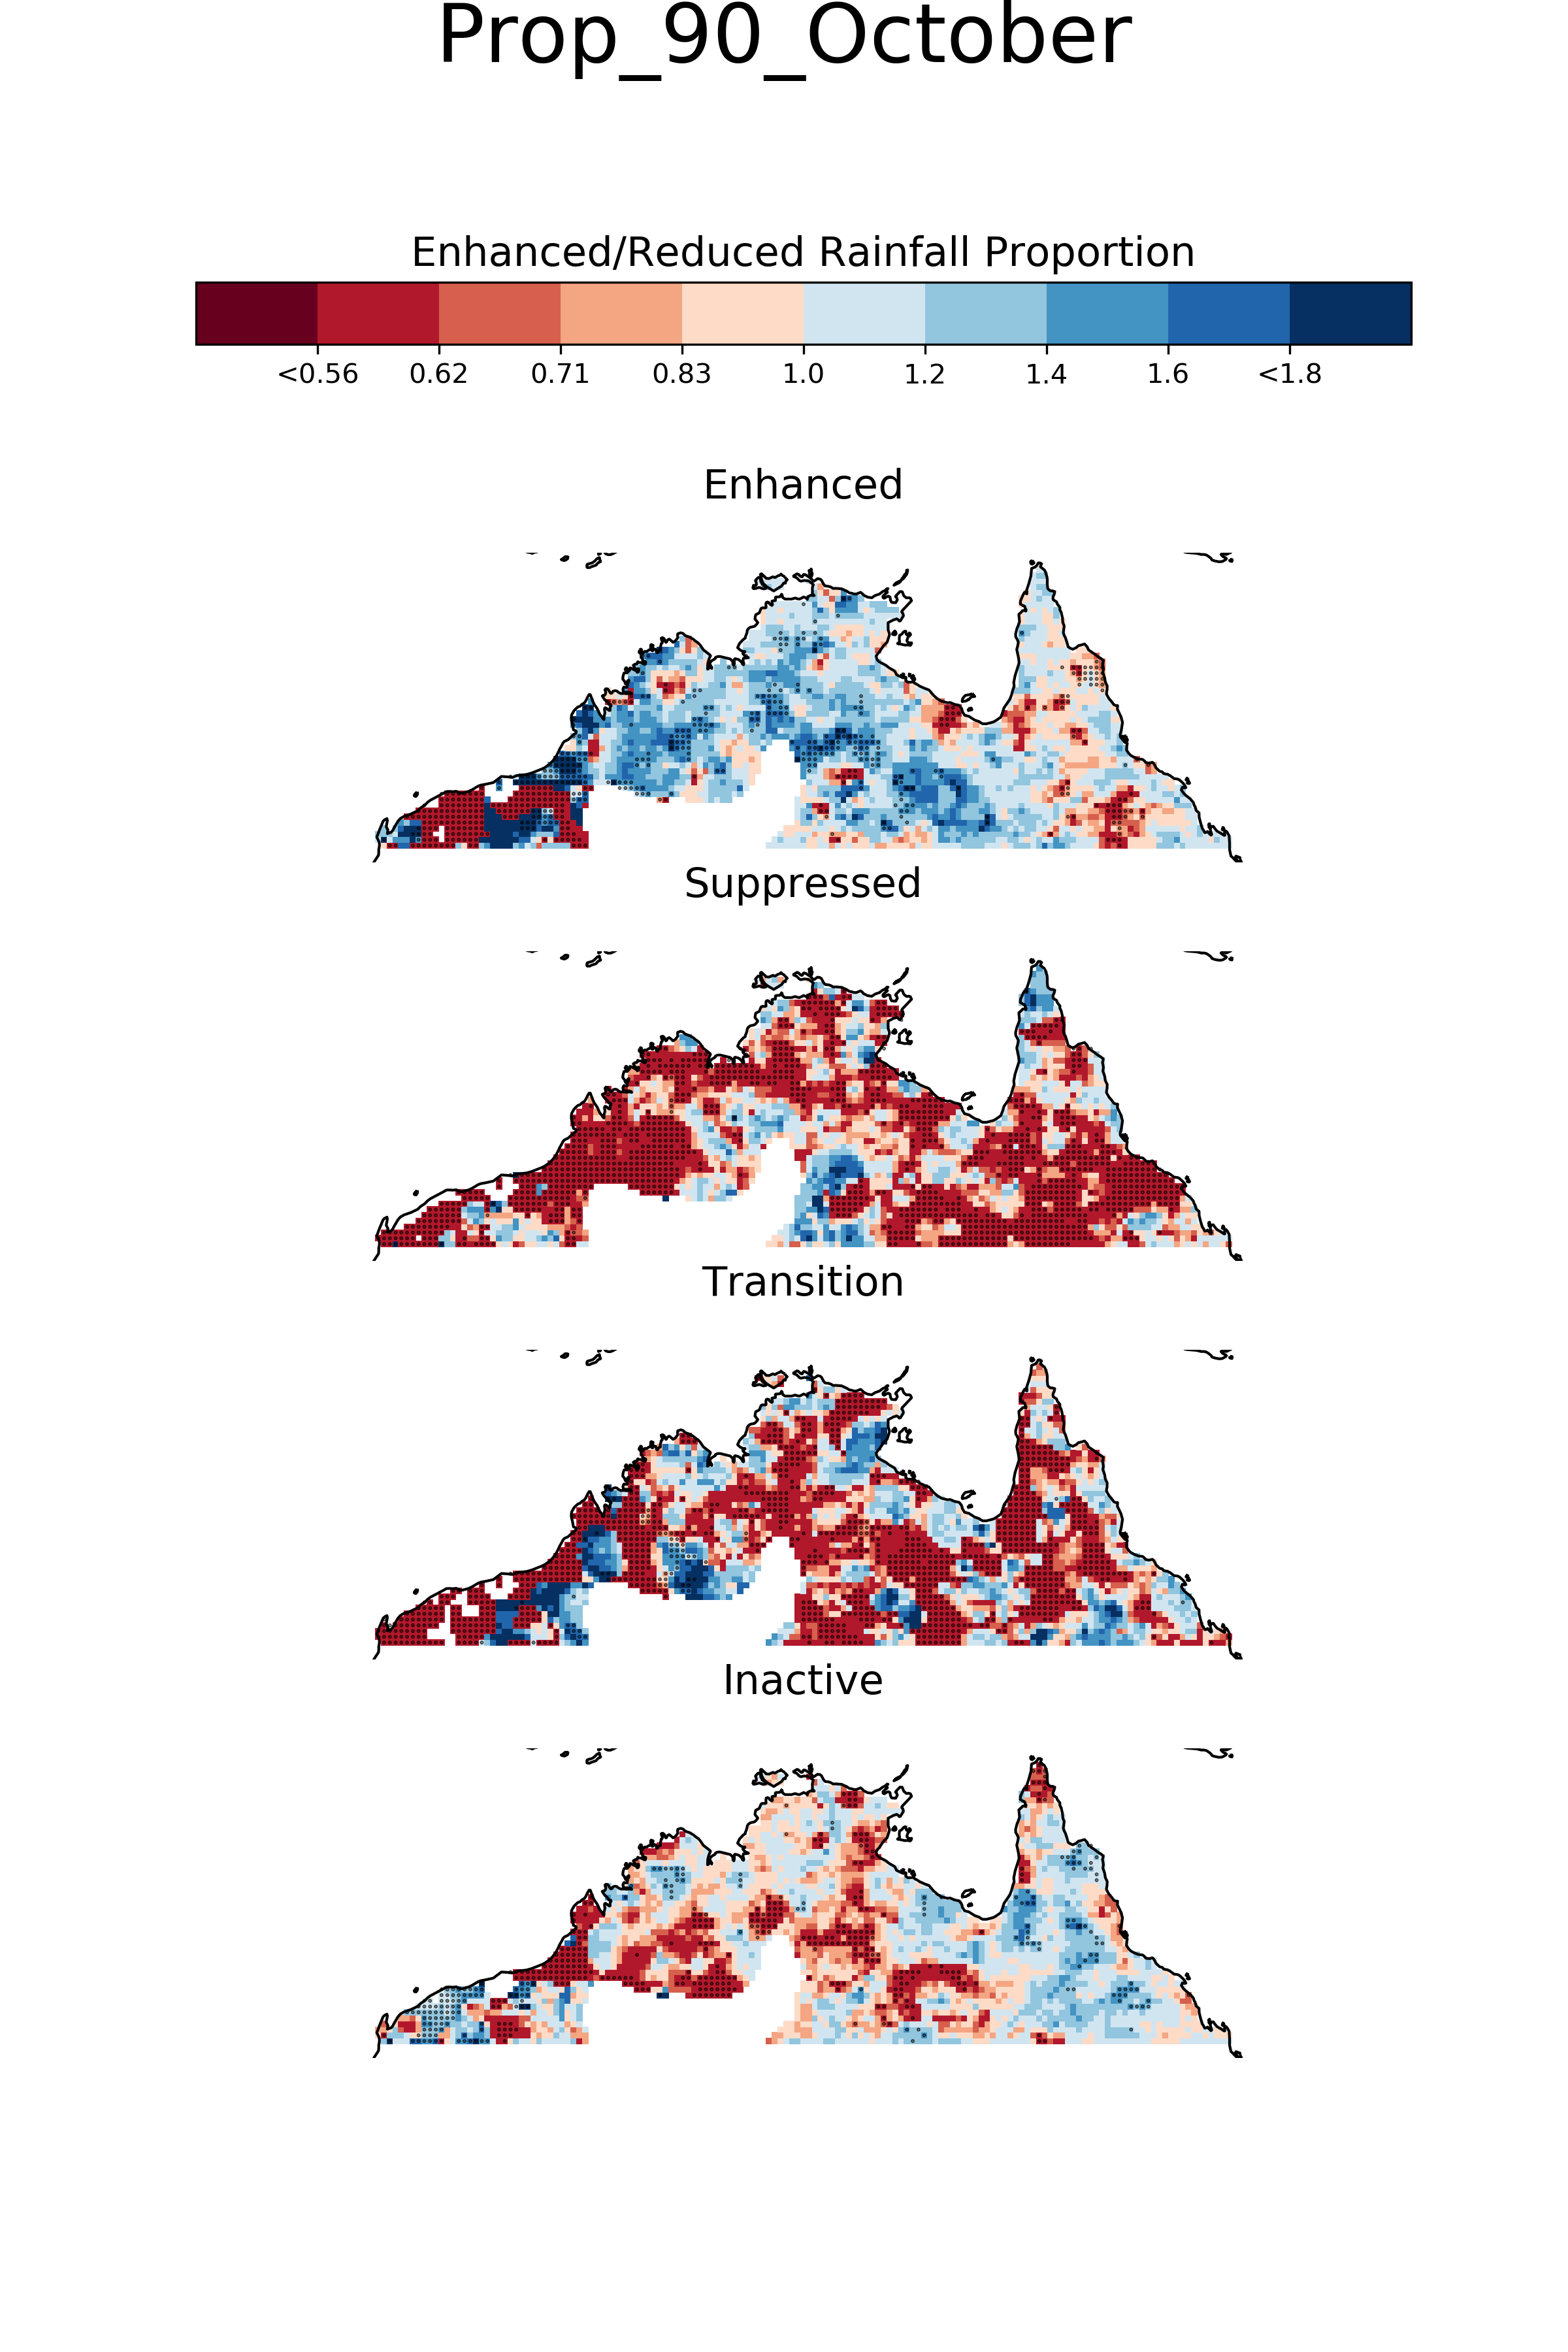 Prop_90_October
Enhanced/Reduced Rainfall Proportion
<0.56 0.62 0.71 0.83 1.0 1.2 1.4 1.6 <1.8
Enhanced
Suppressed
Transition
Inactive